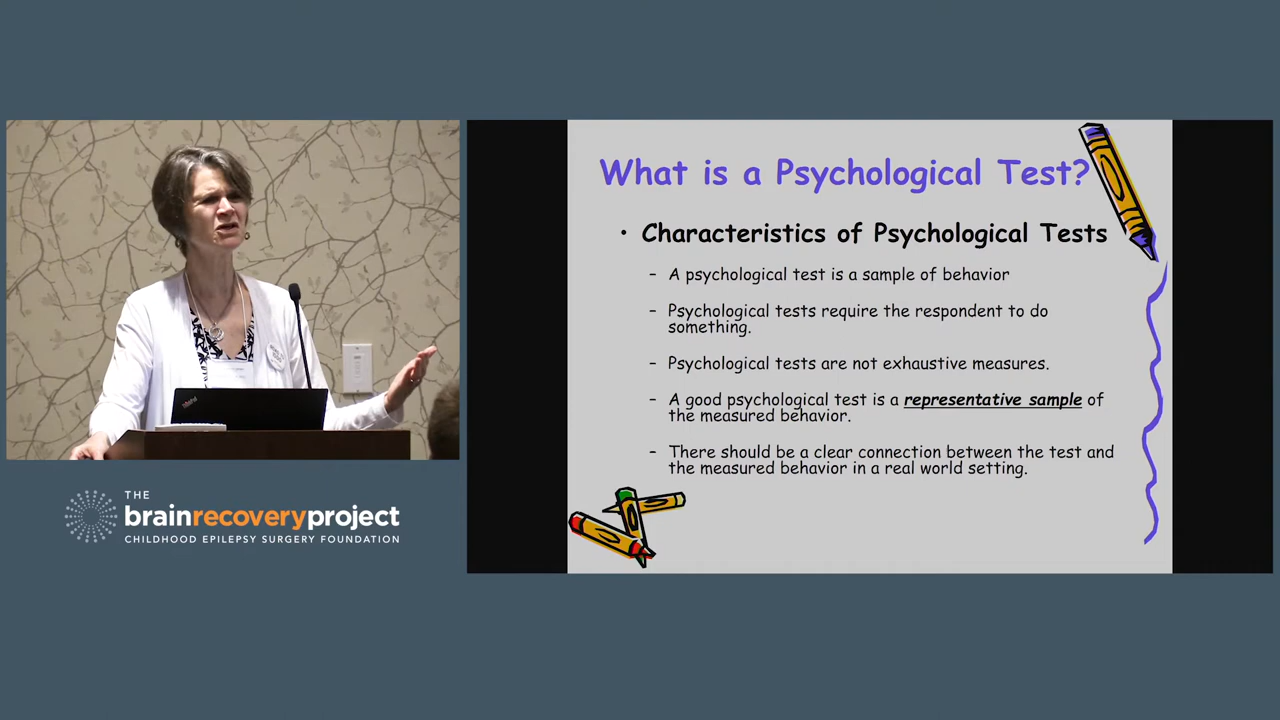 What is a Psychological Test?
• Characteristics of Psychological Tests
– A psychological test is a sample of behavior
– Psychological tests require the respondent to do
something.
– Psychological tests are not exhaustive measures.
– A good psychological test is a representative sample of
the measured behavior.
– There should be a clear connection between the test and
the measured behavior in a real world setting.
THE
brainrecoveryproject
CHILDHOOD EPILEPSY SURGERY FOUNDATION